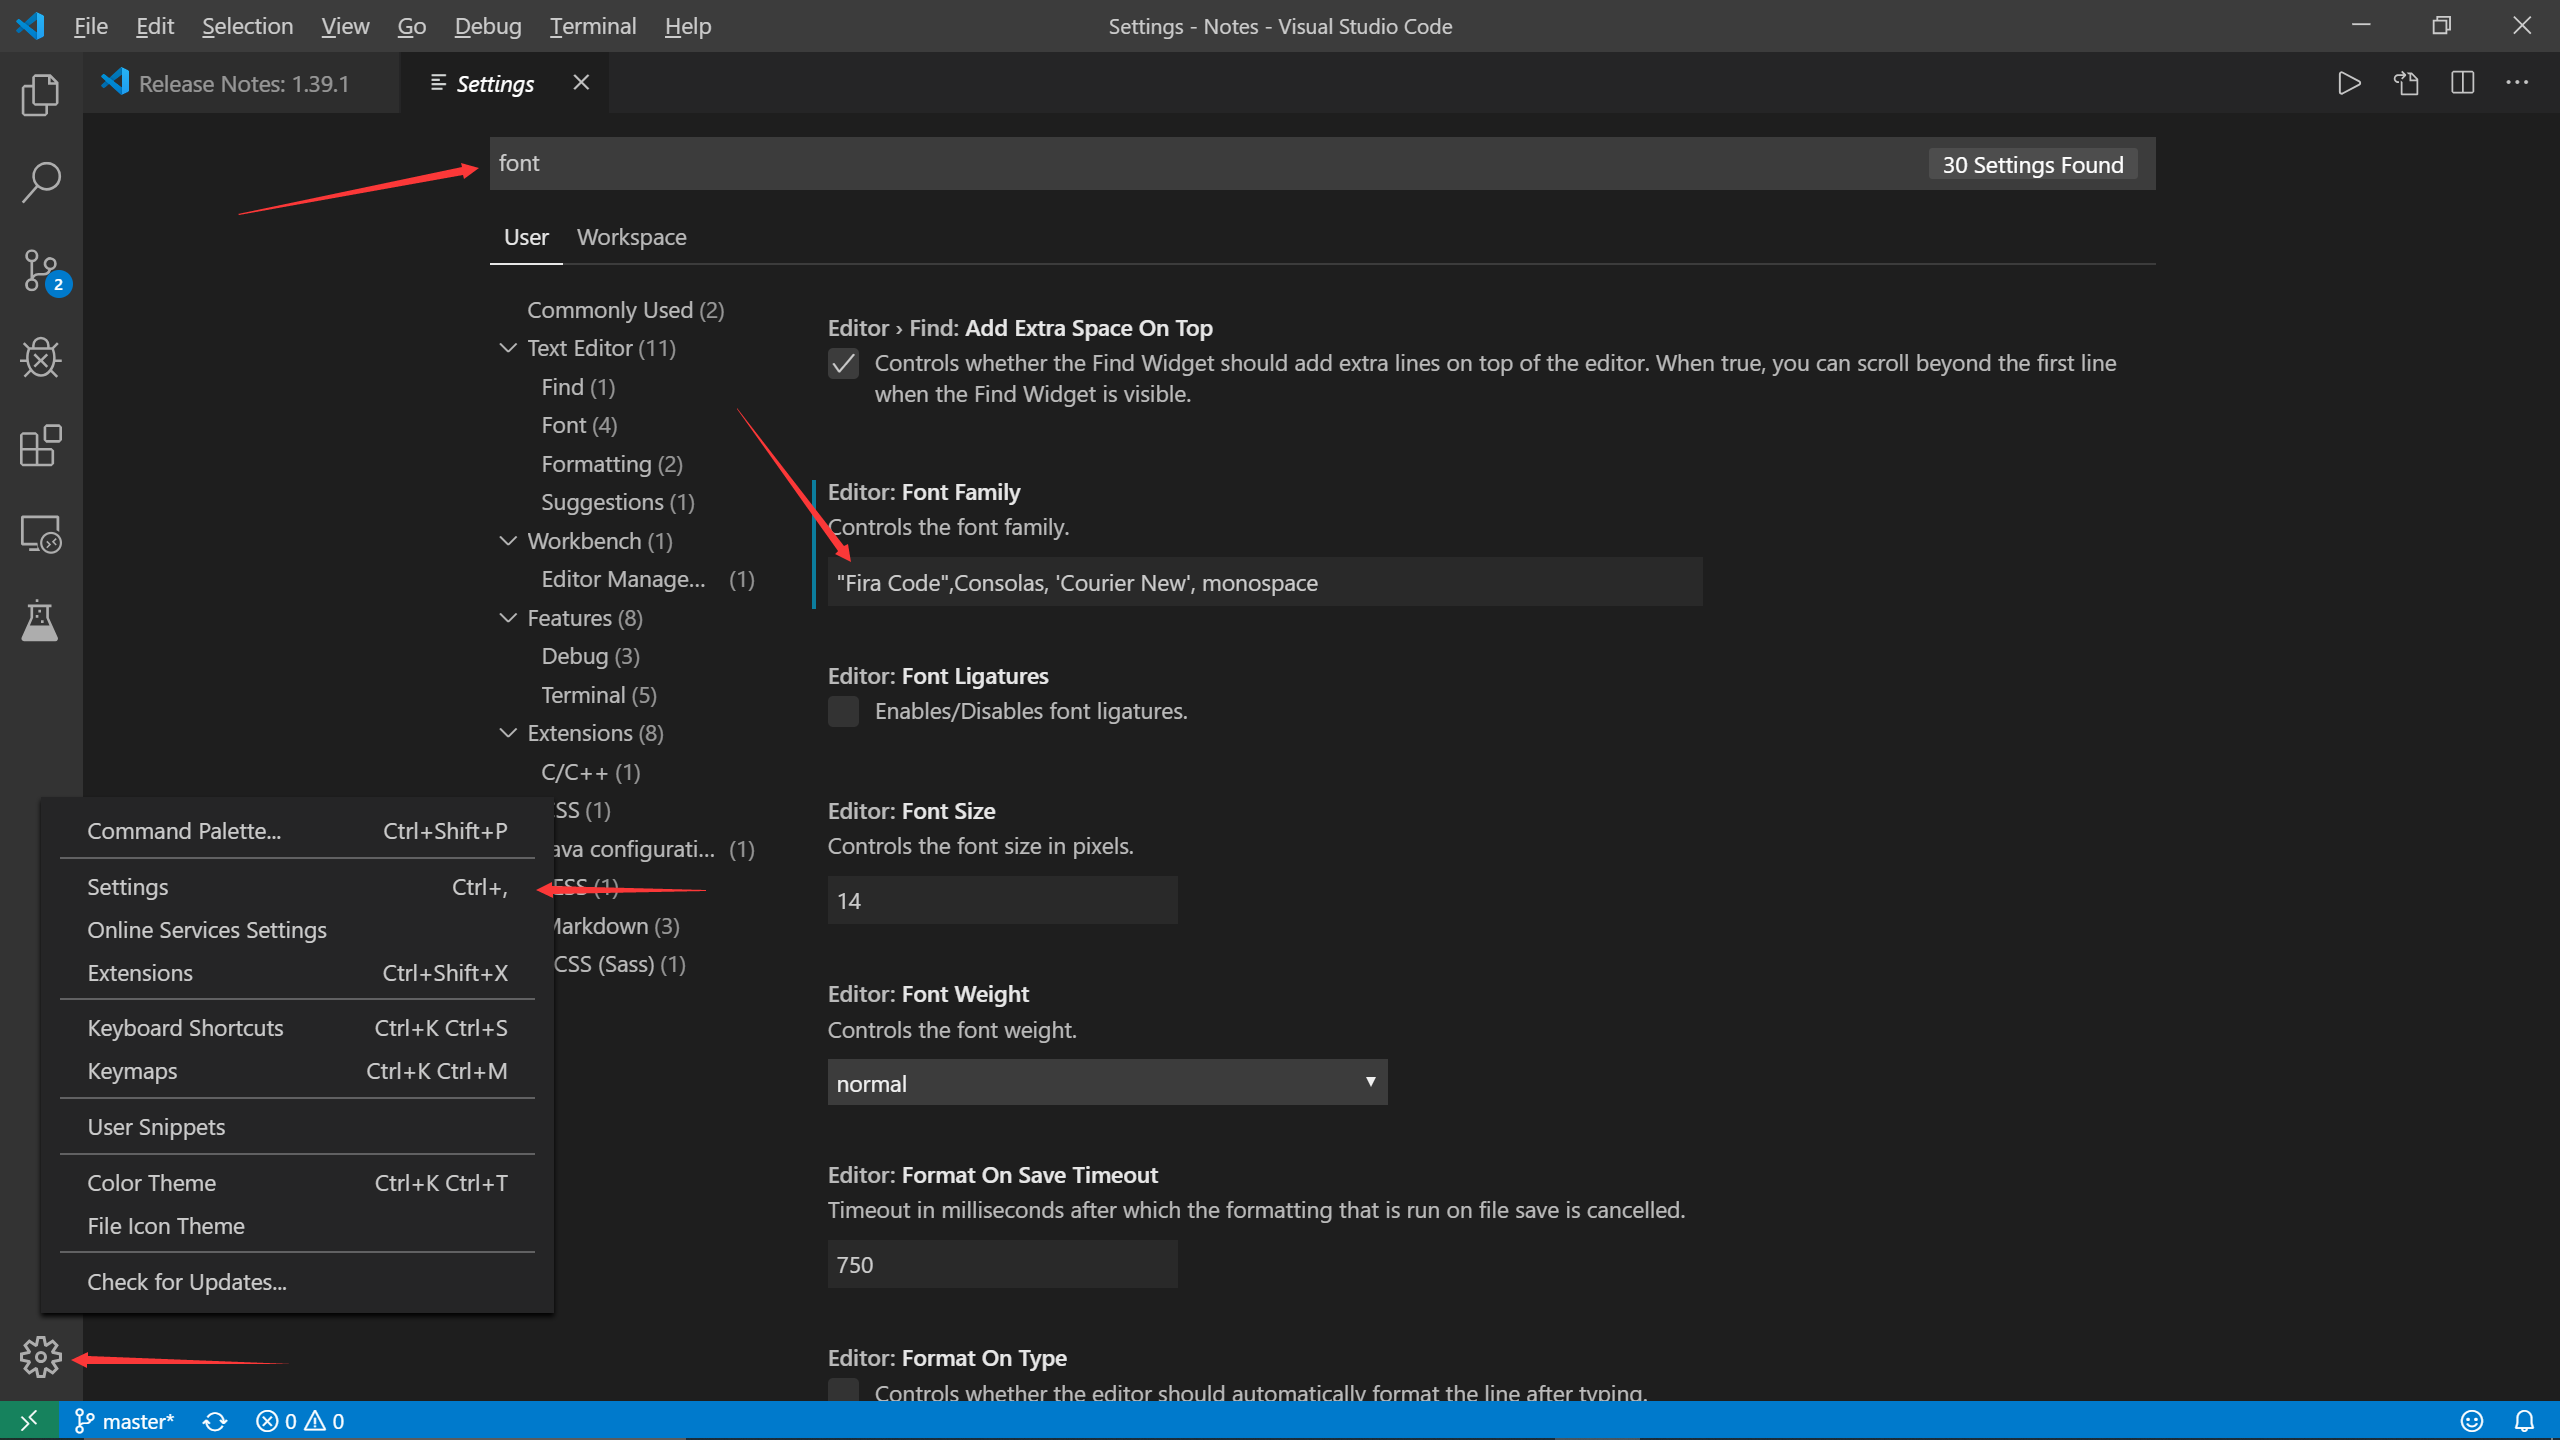 File Edit Selection View Go Debug Terminal Help
Settings - Notes - Visual Studio Code
Release Notes: 1.39.1
Settings
font
30 Settings Found
User Workspace
Commonly Used (2)
Text Editor (11)
Find (1)
Font (4)
Formatting (2)
Suggestions (1)
Workbench (1)
Editor Manage... (1)
Features (8)
Debug (3)
Terminal (5)
Extensions (8)
C/C++ (1)
SS (1)
ava configurati... (1)
ESS (1)
Markdown (3)
CSS (Sass) (1)
Editor › Find: Add Extra Space On Top
Controls whether the Find Widget should add extra lines on top of the editor. When true, you can scroll beyond the first line
when the Find Widget is visible.
Editor: Font Family
Controls the font family.
"Fira Code",Consolas, 'Courier New', monospace
Editor: Font Ligatures
Enables/Disables font ligatures.
Editor: Font Size
Controls the font size in pixels.
14
Editor: Font Weight
Controls the font weight.
normal
Editor: Format On Save Timeout
Timeout in milliseconds after which the formatting that is run on file save is cancelled.
750
Editor: Format On Type
Controls whether the editor should automatically format the line after typing.
Command Palette... Ctrl+Shift+P
Settings Ctrl+,
Online Services Settings
Extensions Ctrl+Shift+X
Keyboard Shortcuts Ctrl+K Ctrl+S
Keymaps Ctrl+K Ctrl+M
User Snippets
Color Theme Ctrl+K Ctrl+T
File Icon Theme
Check for Updates...
2
master* 0 0